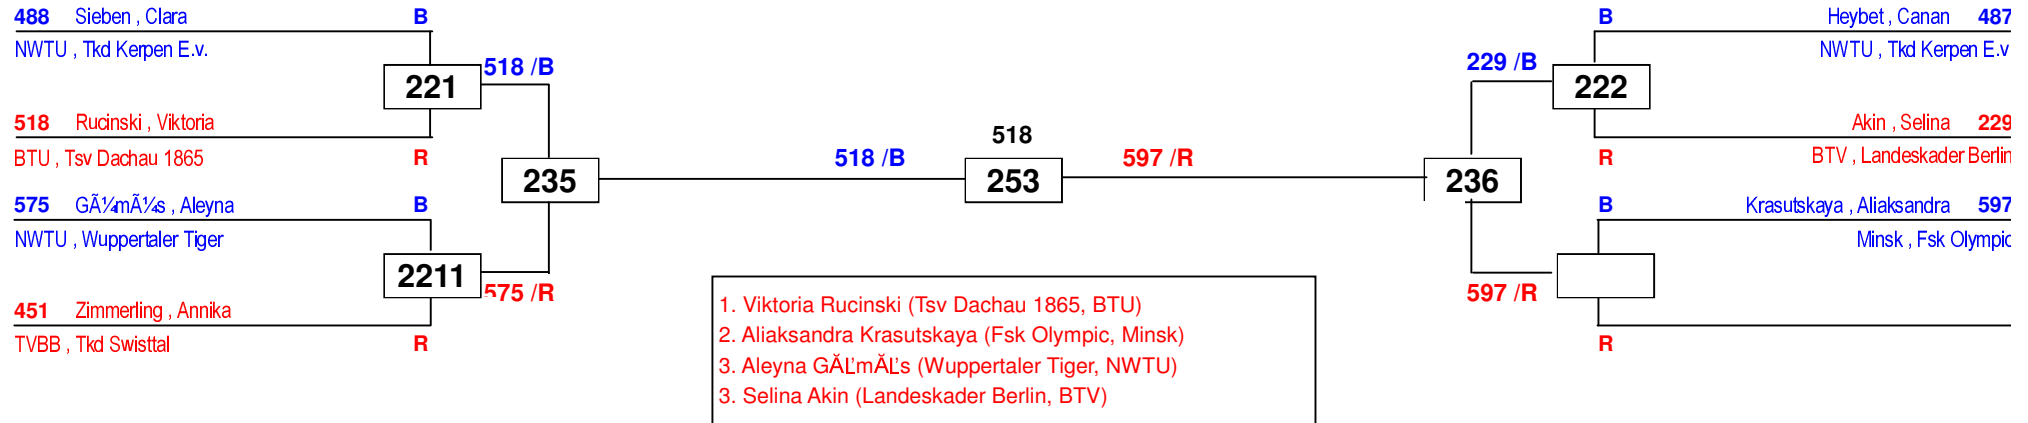 488 Sieben , Clara B
NWTU , Tkd Kerpen E.v.
221
518 /B
518 Rucinski , Viktoria
BTU , Tsv Dachau 1865 R
235
575 GÃ¼mÃ¼s , Aleyna B
NWTU , Wuppertaler Tiger
2211
575 /R
451 Zimmerling , Annika
TVBB , Tkd Swisttal R
518 /B
518
253
597 /R
B Heybet , Canan 487
NWTU , Tkd Kerpen E.v
229 /B
222
Akin , Selina 229
R BTV , Landeskader Berlin
236
B Krasutskaya , Aliaksandra 597
Minsk , Fsk Olympic
597 /R
R
1. Viktoria Rucinski (Tsv Dachau 1865, BTU)
2. Aliaksandra Krasutskaya (Fsk Olympic, Minsk)
3. Aleyna GĂĽmĂĽs (Wuppertaler Tiger, NWTU)
3. Selina Akin (Landeskader Berlin, BTV)